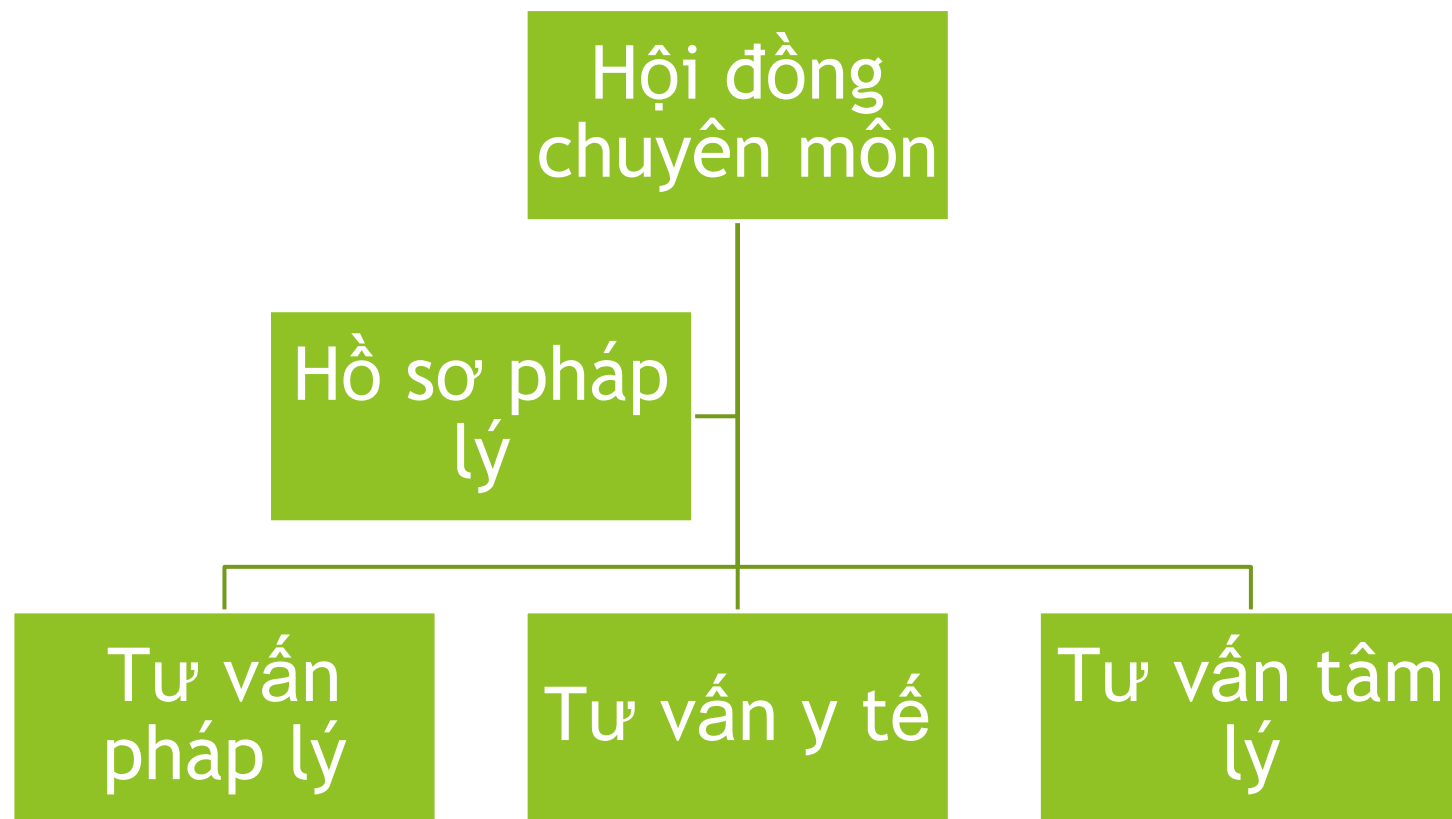 Hội đồng
chuyên môn
Hồ sơ pháp
lý
Tư vấn
pháp lý
Tư vấn y tế
Tư vấn tâm
lý